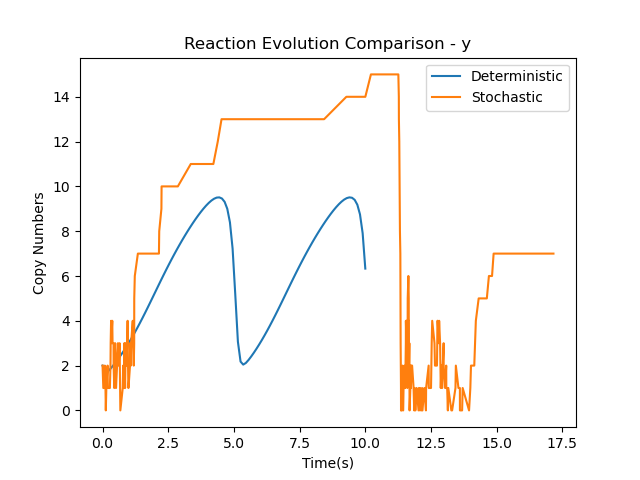 Reaction Evolution Comparison - y
Deterministic
Stochastic
Copy Numbers
14
12
10
8
6
4
2
0
0.0 2.5 5.0 7.5 10.0 12.5 15.0 17.5
Time(s)